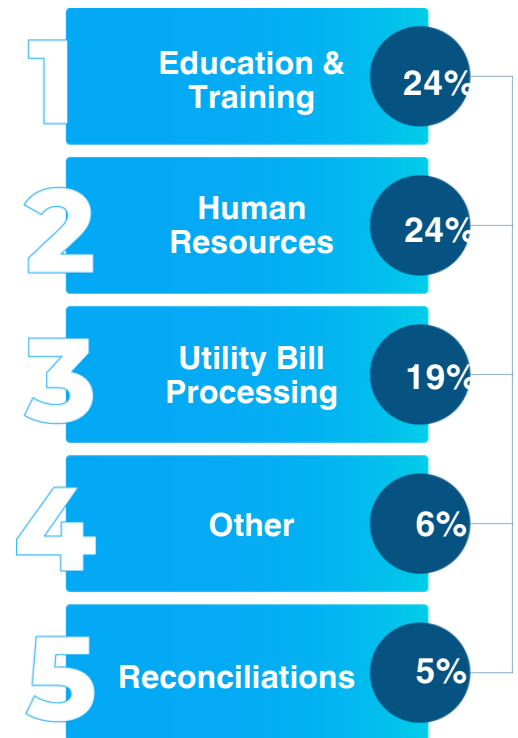 1
Education &
Training
24%
2
Human
Resources
24%
3
Utility Bill
Processing
19%
4
Other
6%
5
Reconciliations
5%